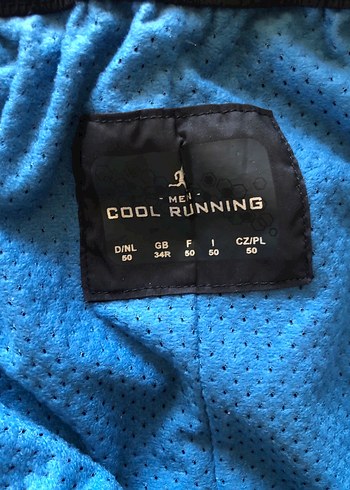 - MEN -
COOL RUNNING
D/NL GB F I CZ/PL
50 34R 50 50 50